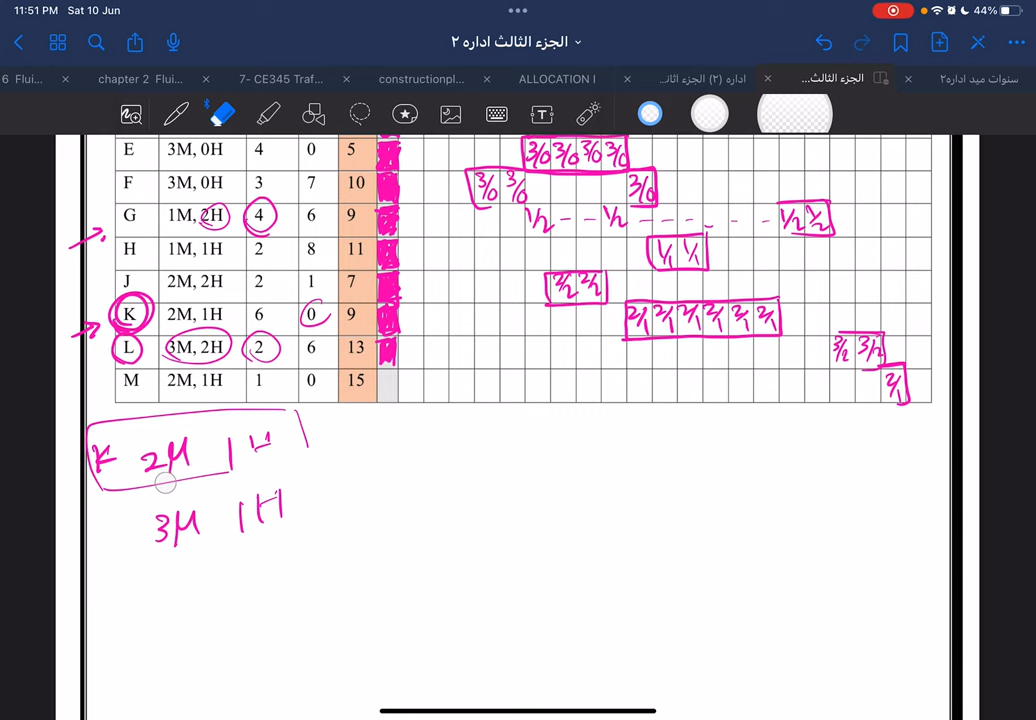 11:51 PM Sat 10 Jun
44%
الجزء الثالث اداره ٢
6 Flui...
chapter 2 Flui...
7- CE345 Traf...
constructionpl...
ALLOCATION I
اداره (٢) الجزء اثانـ...
الجزء الثالث...
سنوات ميد اداره٢
E 3M, 0H 4 0 5 3/0 3/0 3/0 3/0
F 3M, 0H 3 7 10 3/0 3/0 3/0
G 1M, 2H 4 6 9 1/2 - - 1/2 - - - - - - 1/2 1/2
H 1M, 1H 2 8 11 1/1 1/1
J 2M, 2H 2 1 7 2/2 2/2
K 2M, 1H 6 0 9 2/1 2/1 2/1 2/1 2/1 2/1
L 3M, 2H 2 6 13 3/2 3/2
M 2M, 1H 1 0 15 2/1
K 2M 1H
3M 1H